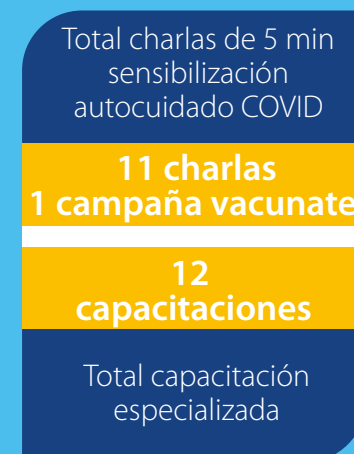 Total charlas de 5 min
sensibilización
autocuidado COVID
11 charlas
1 campaña vacunate
12
capacitaciones
Total capacitación
especializada